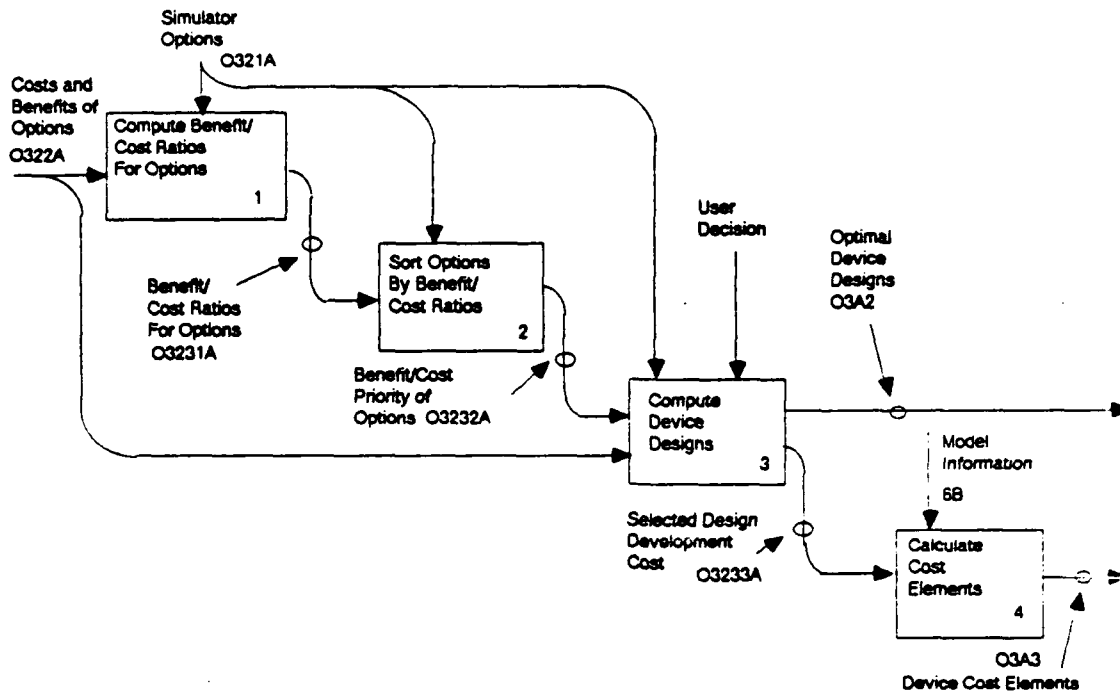 Simulator
Options
O321A
Costs and
Benefits of
Options
O322A
Compute Benefit/
Cost Ratios
For Options
1
Benefit/
Cost Ratios
For Options
O3231A
Sort Options
By Benefit/
Cost Ratios
2
User
Decision
Optimal
Device
Designs
O3A2
Benefit/Cost
Priority of
Options O3232A
Compute
Device
Designs
3
Model
Information
6B
Selected Design
Development
Cost
O3233A
Calculate
Cost
Elements
4
O3A3
Device Cost Elements